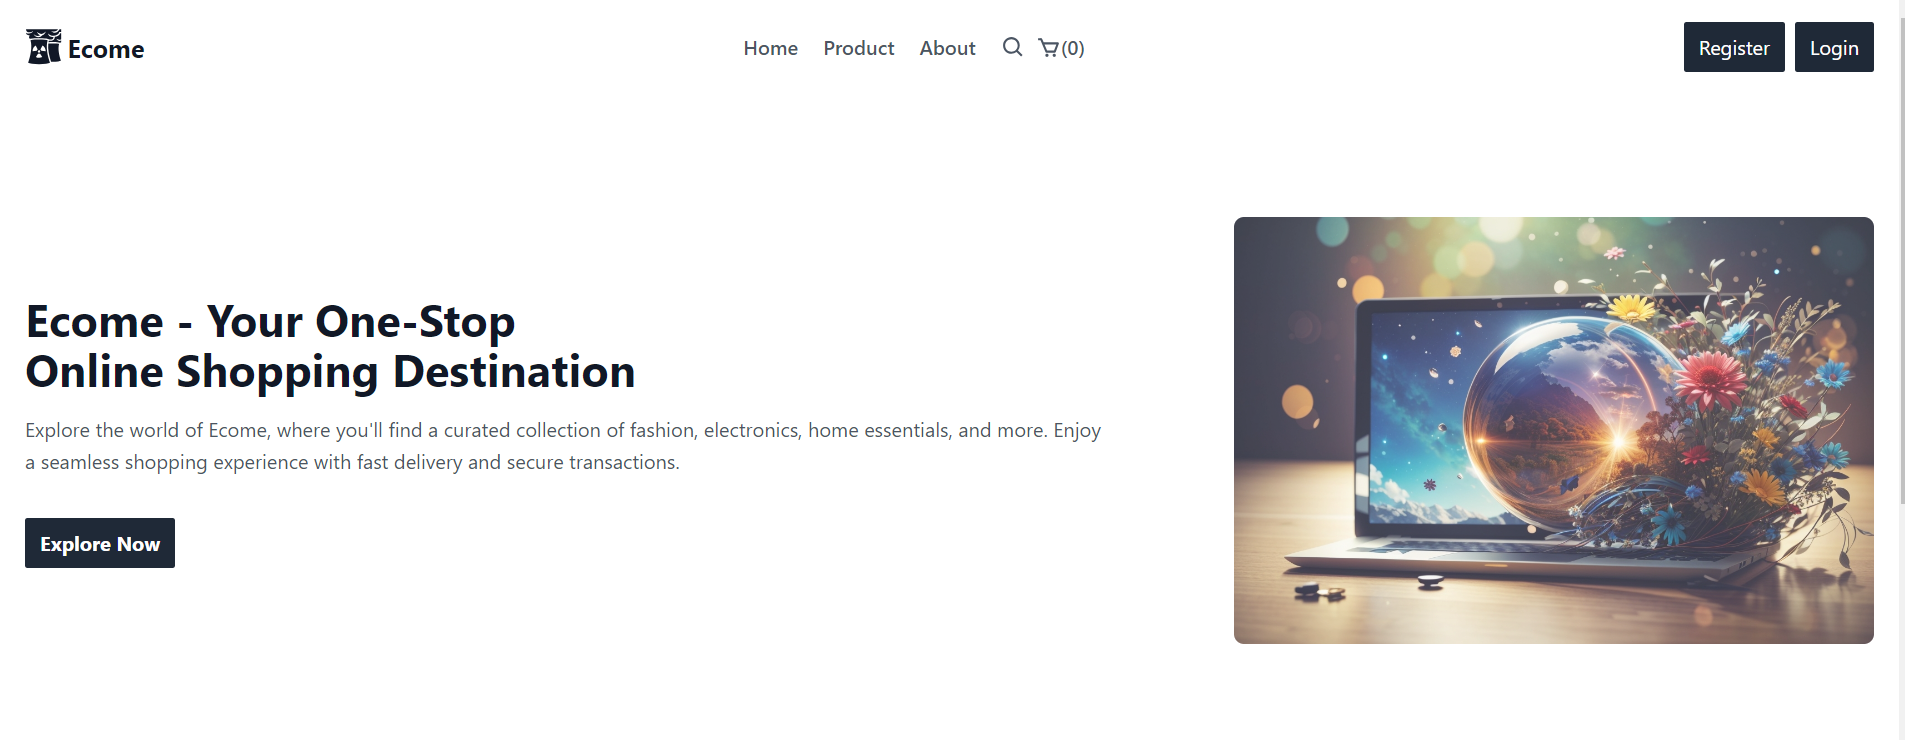 Ecome
Home Product About (0)
Register Login
Ecome - Your One-Stop
Online Shopping Destination
Explore the world of Ecome, where you'll find a curated collection of fashion, electronics, home essentials, and more. Enjoy
a seamless shopping experience with fast delivery and secure transactions.
Explore Now